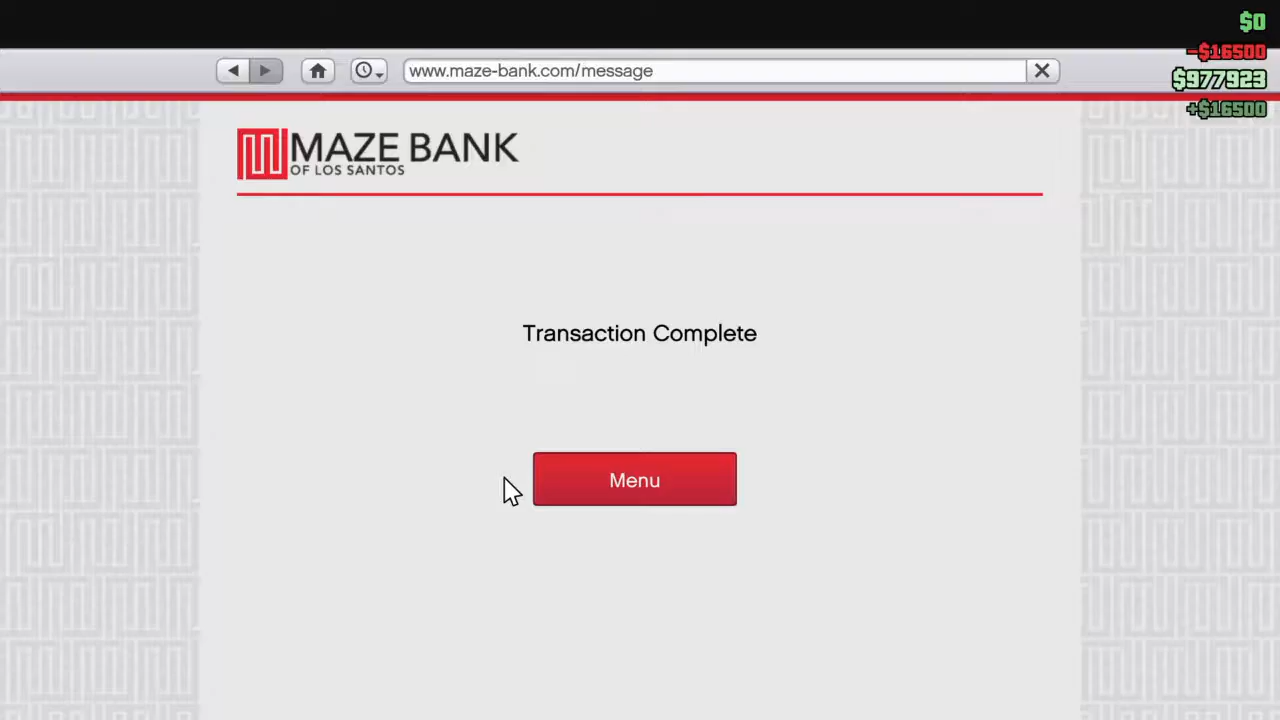 $0
-$16500
www.maze-bank.com/message
$977923
+$16500
MAZE BANK
OF LOS SANTOS
Transaction Complete
Menu